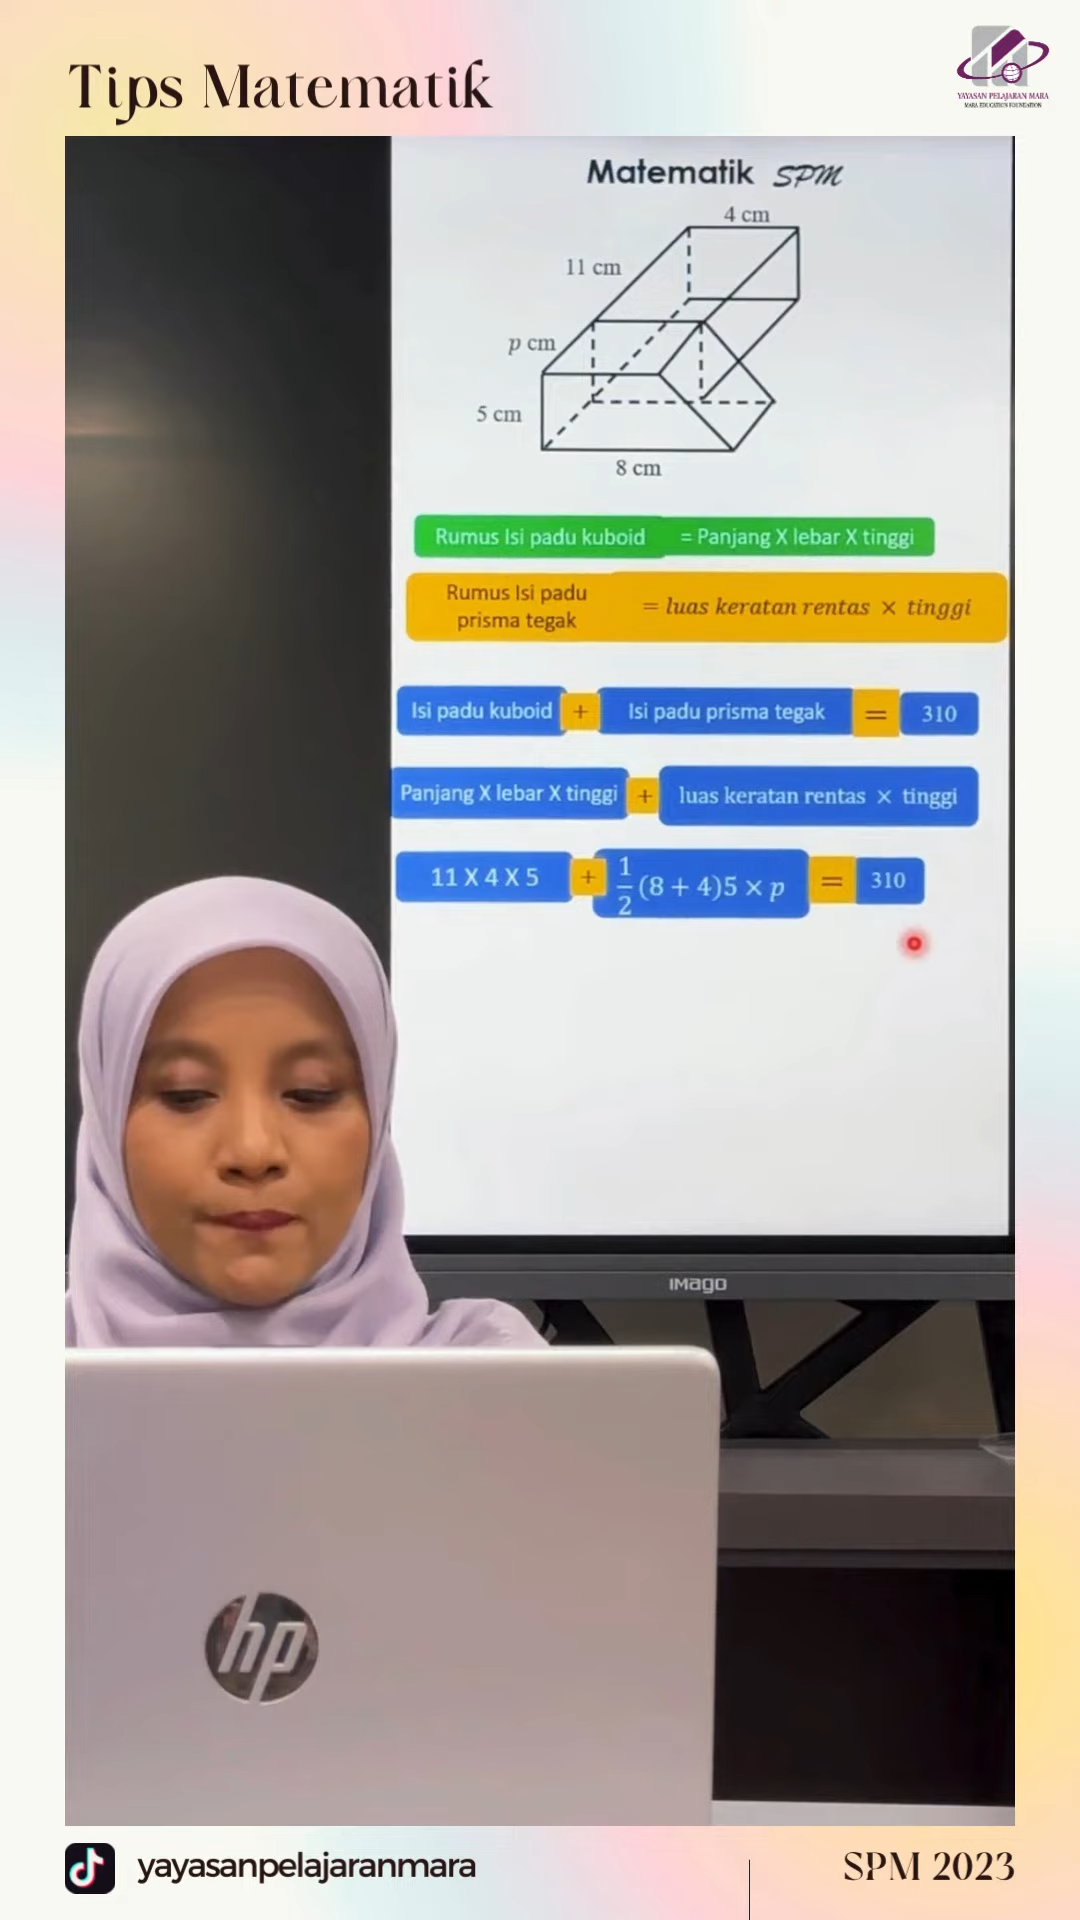 Tips Matematik
YAYASAN PELAJARAN MARA
MARA EDUCATION FOUNDATION
Matematik SPM
4 cm
11 cm
p cm
5 cm
8 cm
Rumus Isi padu kuboid = Panjang X lebar X tinggi
Rumus Isi padu prisma tegak = luas keratan rentas × tinggi
Isi padu kuboid + Isi padu prisma tegak = 310
Panjang X lebar X tinggi + luas keratan rentas × tinggi
11 X 4 X 5 + 1/2 (8 + 4)5 × p = 310
IMago
hp
yayasanpelajaranmara
SPM 2023